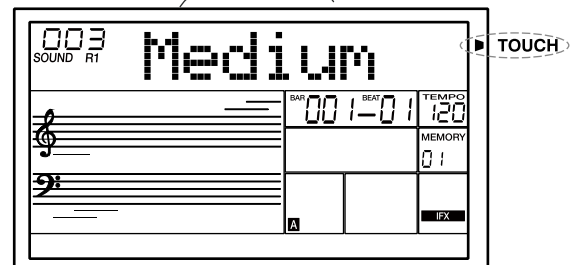 003 Medium
SOUND R1
TOUCH
BAR 001-BEAT 01
TEMPO 120
MEMORY
01
A
IFX